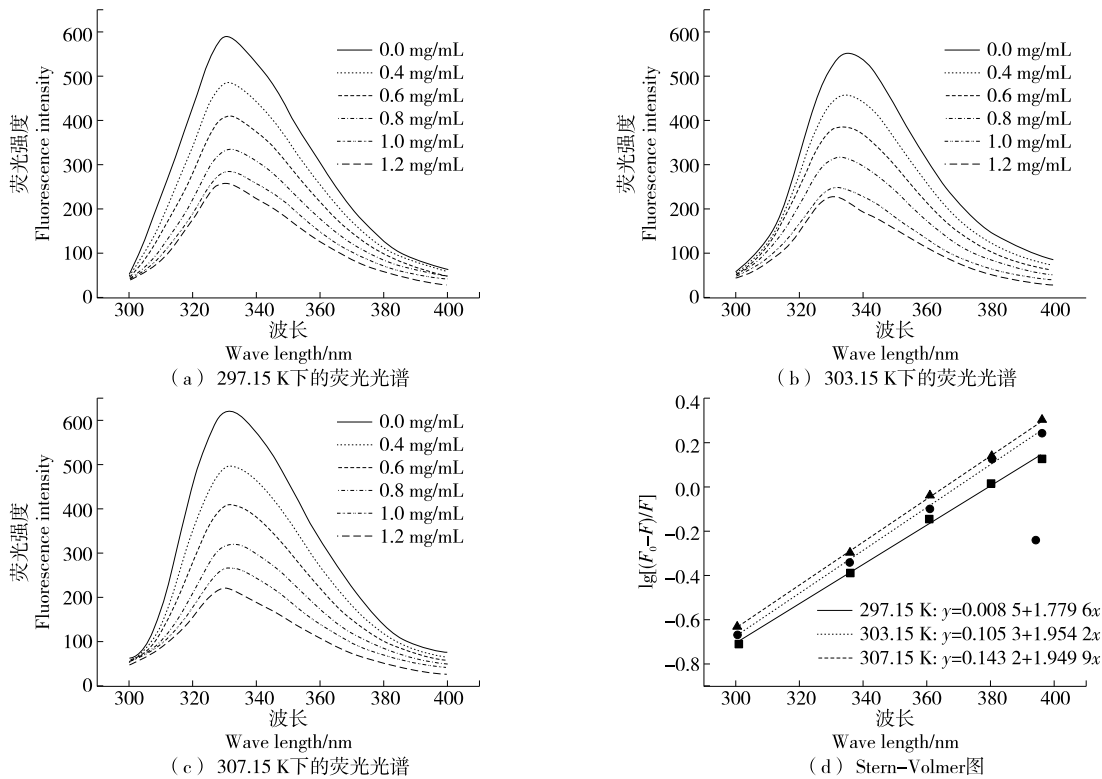 600
500
400
300
200
100
0
荧光强度
Fluorescence intensity
0.0 mg/mL
0.4 mg/mL
0.6 mg/mL
0.8 mg/mL
1.0 mg/mL
1.2 mg/mL
300 320 340 360 380 400
波长
Wave length/nm
（a） 297.15 K下的荧光光谱
600
500
400
300
200
100
0
荧光强度
Fluorescence intensity
0.0 mg/mL
0.4 mg/mL
0.6 mg/mL
0.8 mg/mL
1.0 mg/mL
1.2 mg/mL
300 320 340 360 380 400
波长
Wave length/nm
（b） 303.15 K下的荧光光谱
600
500
400
300
200
100
0
荧光强度
Fluorescence intensity
0.0 mg/mL
0.4 mg/mL
0.6 mg/mL
0.8 mg/mL
1.0 mg/mL
1.2 mg/mL
300 320 340 360 380 400
波长
Wave length/nm
（c） 307.15 K下的荧光光谱
0.4
0.2
0.0
−0.2
−0.4
−0.6
−0.8
lg[(F₀−F)/F]
297.15 K: y=0.008 5+1.779 6x
303.15 K: y=0.105 3+1.954 2x
307.15 K: y=0.143 2+1.949 9x
300 320 340 360 380 400
波长
Wave length/nm
（d） Stern−Volmer图